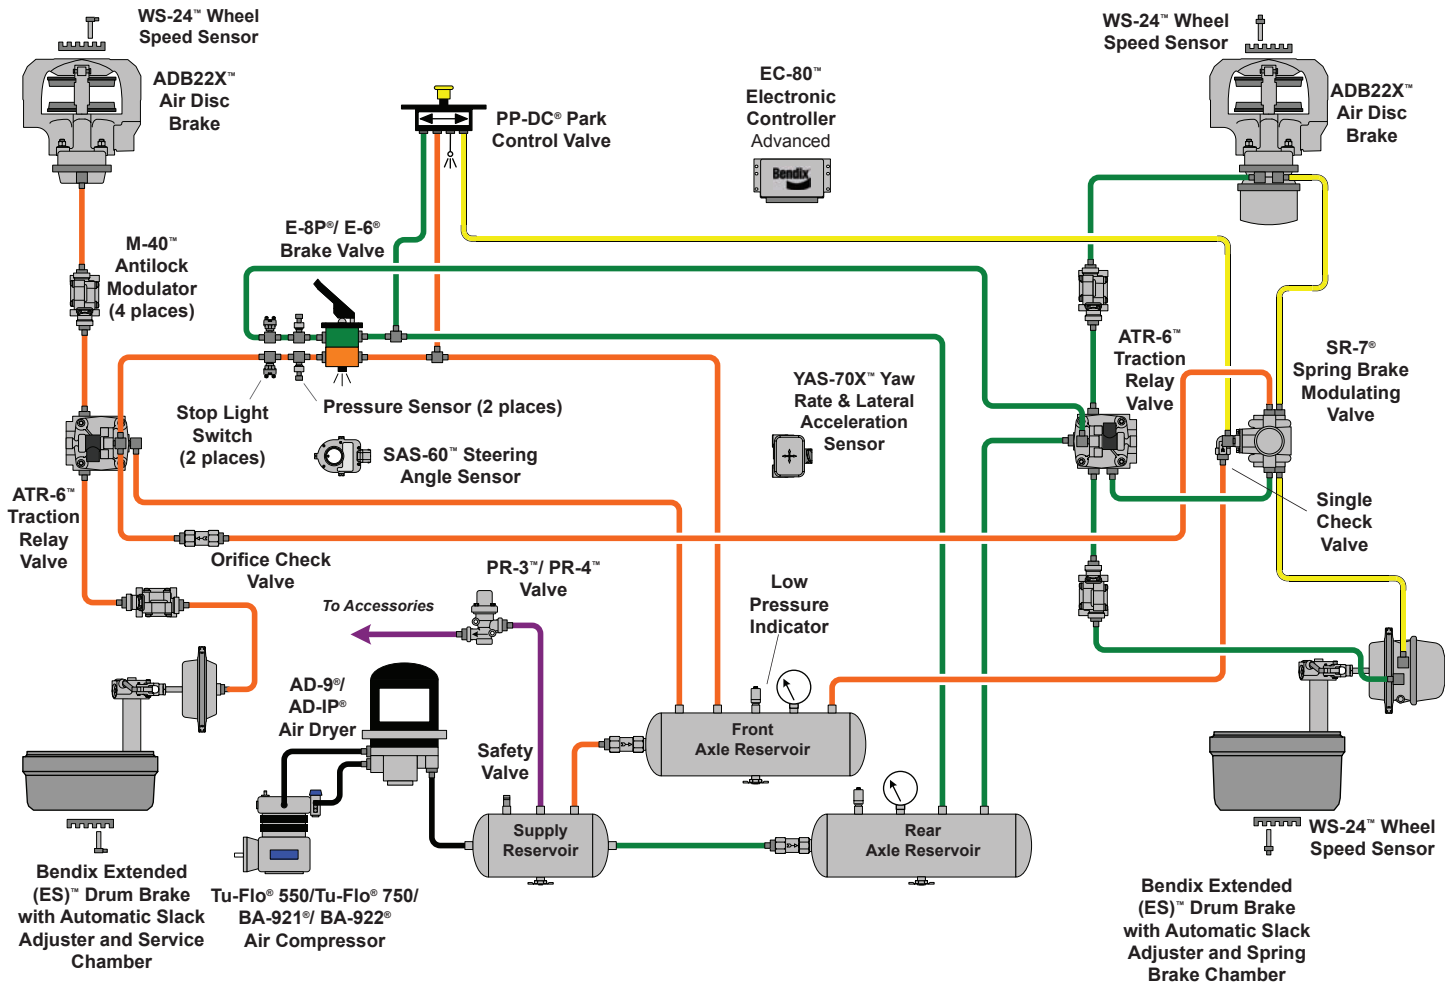 WS-24™ Wheel
Speed Sensor
ADB22X™
Air Disc
Brake
PP-DC® Park
Control Valve
EC-80™
Electronic
Controller
Advanced
Bendix
WS-24™ Wheel
Speed Sensor
ADB22X™
Air Disc
Brake
M-40™
Antilock
Modulator
(4 places)
E-8P®/ E-6®
Brake Valve
Stop Light
Switch
(2 places)
Pressure Sensor (2 places)
SAS-60™ Steering
Angle Sensor
YAS-70X™ Yaw
Rate & Lateral
Acceleration
Sensor
ATR-6™
Traction
Relay
Valve
SR-7®
Spring Brake
Modulating
Valve
Single
Check
Valve
ATR-6™
Traction
Relay
Valve
Orifice Check
Valve
PR-3™/ PR-4™
Valve
To Accessories
Low
Pressure
Indicator
AD-9®/
AD-IP®
Air Dryer
Safety
Valve
Front
Axle Reservoir
Supply
Reservoir
Rear
Axle Reservoir
Tu-Flo® 550/Tu-Flo® 750/
BA-921®/ BA-922®
Air Compressor
Bendix Extended
(ES)™ Drum Brake
with Automatic Slack
Adjuster and Service
Chamber
WS-24™ Wheel
Speed Sensor
Bendix Extended
(ES)™ Drum Brake
with Automatic Slack
Adjuster and Spring
Brake Chamber